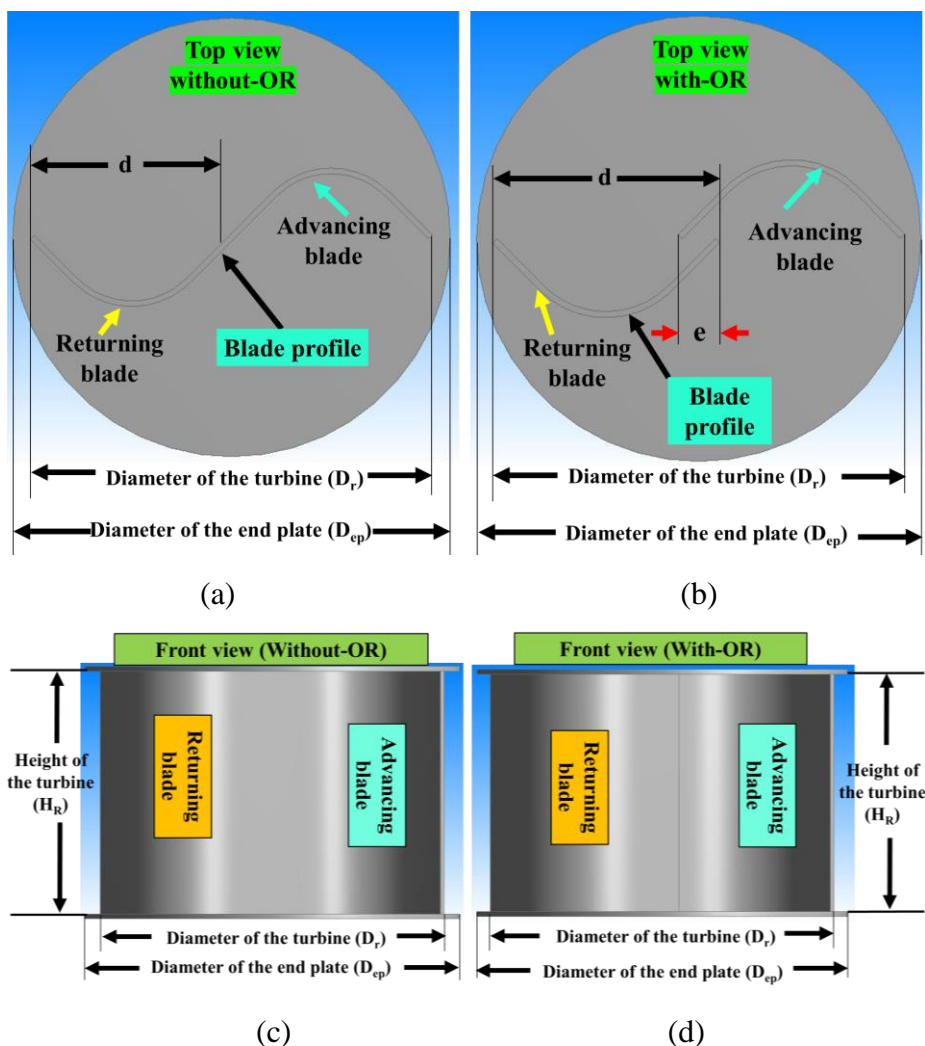 Top view
without-OR
d
Advancing
blade
Returning
blade
Blade profile
Diameter of the turbine (Dr)
Diameter of the end plate (Dep)
(a)
Top view
with-OR
d
Advancing
blade
e
Returning
blade
Blade
profile
Diameter of the turbine (Dr)
Diameter of the end plate (Dep)
(b)
Front view (Without-OR)
Height of
the turbine
(HR)
Returning
blade
Advancing
blade
Diameter of the turbine (Dr)
Diameter of the end plate (Dep)
(c)
Front view (With-OR)
Returning
blade
Advancing
blade
Height of
the turbine
(HR)
Diameter of the turbine (Dr)
Diameter of the end plate (Dep)
(d)